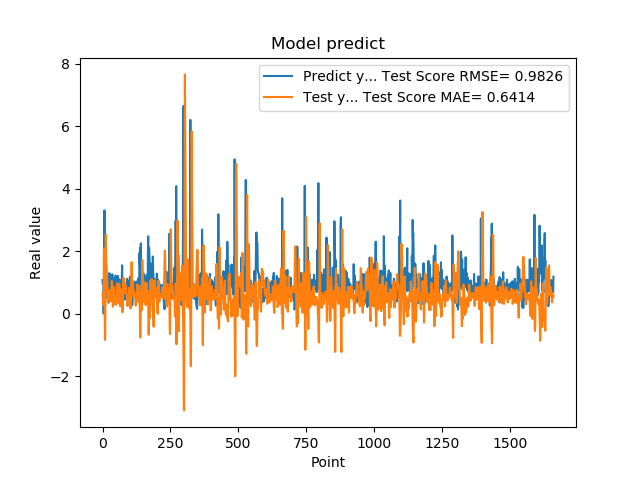 Model predict
Predict y... Test Score RMSE= 0.9826
Test y... Test Score MAE= 0.6414
Real value
8
6
4
2
0
−2
0 250 500 750 1000 1250 1500
Point